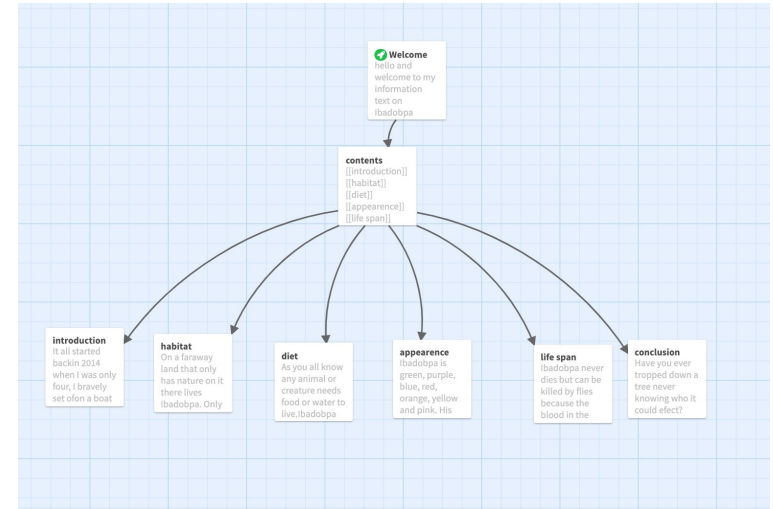 Welcome
hello and
welcome to my
information
text on
Ibadobpa
contents
[[introduction]]
[[habitat]]
[[diet]]
[[appearence]]
[[life span]]
introduction
It all started
backin 2014
when I was only
four, I bravely
set ofon a boat
habitat
On a faraway
land that only
has nature on it
there lives
Ibadobpa. Only
diet
As you all know
any animal or
creature needs
food or water to
live.Ibadobpa
appearence
Ibadobpa is
green, purple,
blue, red,
orange, yellow
and pink. His
life span
Ibadobpa never
dies but can be
killed by flies
because the
blood in the
conclusion
Have you ever
tropped down a
tree never
knowing who it
could efect?